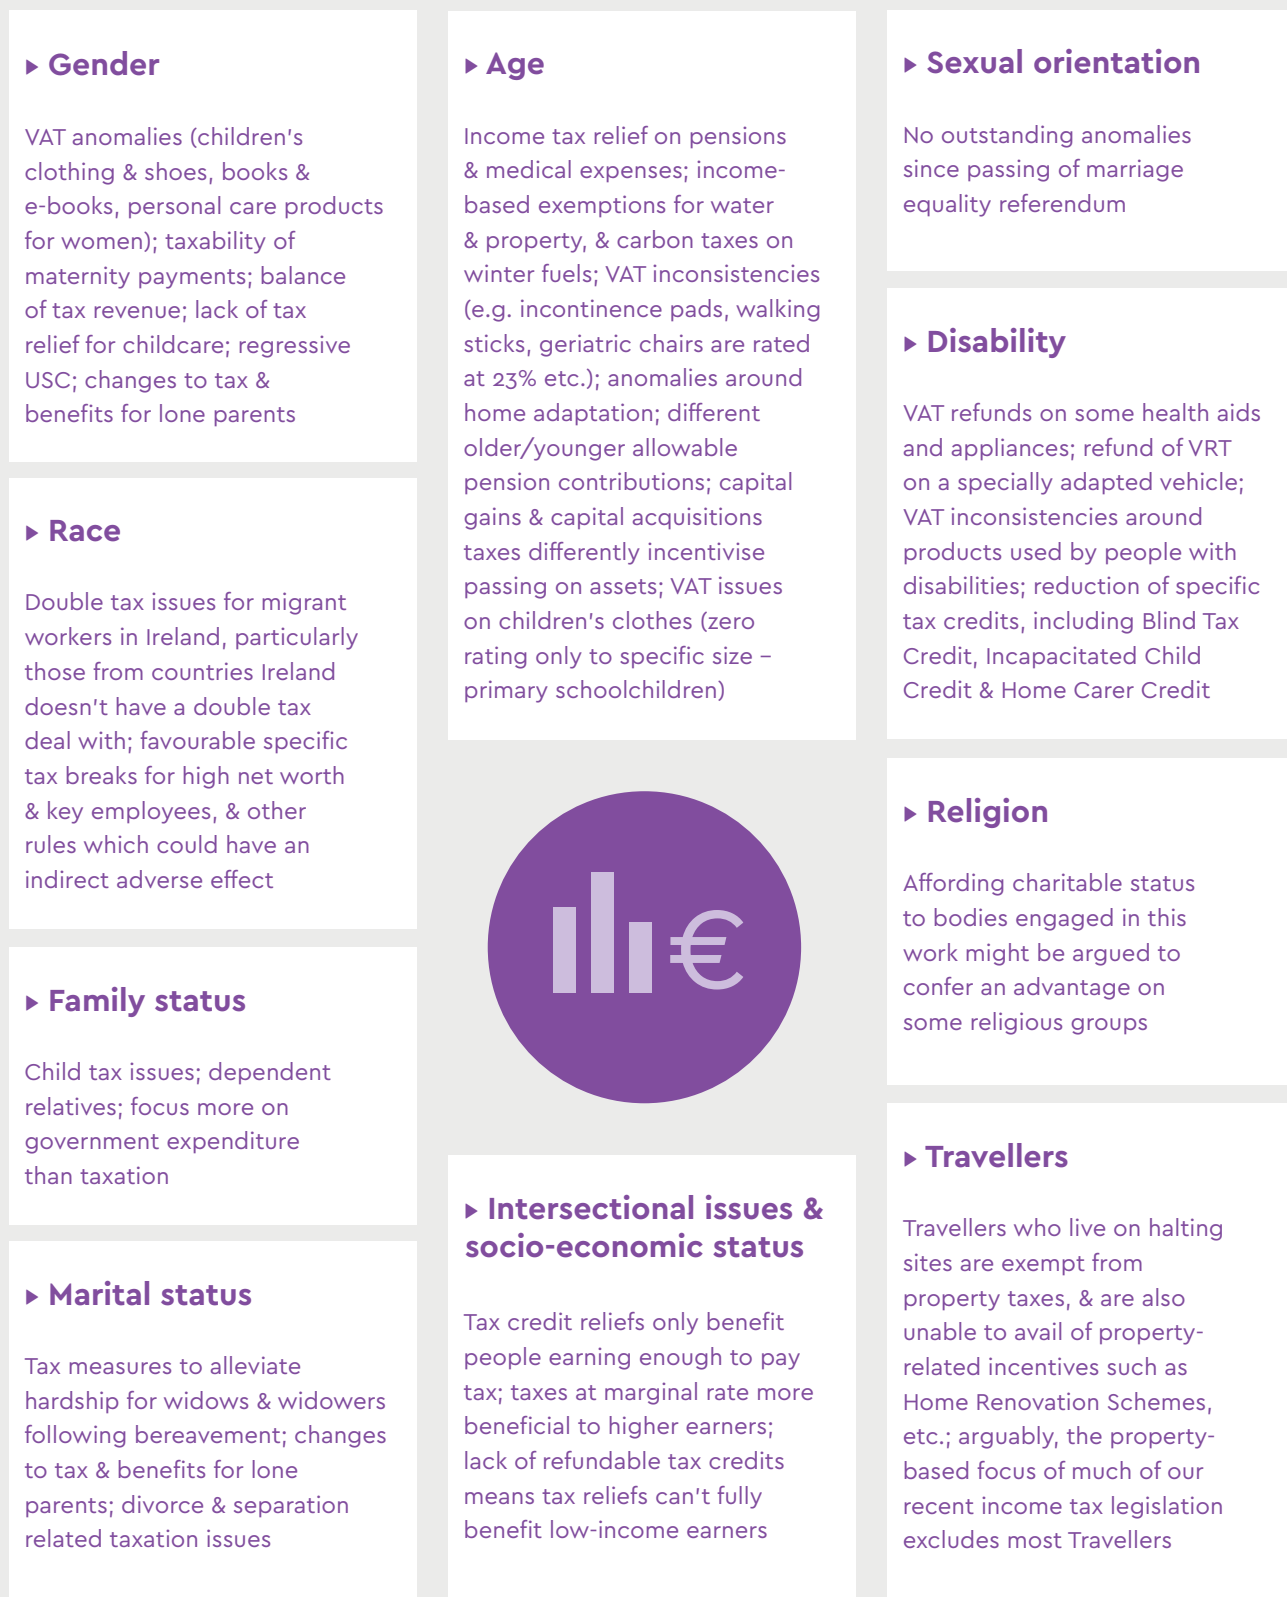 ▸ Gender
VAT anomalies (children's
clothing & shoes, books &
e-books, personal care products
for women); taxability of
maternity payments; balance
of tax revenue; lack of tax
relief for childcare; regressive
USC; changes to tax &
benefits for lone parents
▸ Race
Double tax issues for migrant
workers in Ireland, particularly
those from countries Ireland
doesn't have a double tax
deal with; favourable specific
tax breaks for high net worth
& key employees, & other
rules which could have an
indirect adverse effect
▸ Family status
Child tax issues; dependent
relatives; focus more on
government expenditure
than taxation
▸ Marital status
Tax measures to alleviate
hardship for widows & widowers
following bereavement; changes
to tax & benefits for lone
parents; divorce & separation
related taxation issues
▸ Age
Income tax relief on pensions
& medical expenses; income-
based exemptions for water
& property, & carbon taxes on
winter fuels; VAT inconsistencies
(e.g. incontinence pads, walking
sticks, geriatric chairs are rated
at 23% etc.); anomalies around
home adaptation; different
older/younger allowable
pension contributions; capital
gains & capital acquisitions
taxes differently incentivise
passing on assets; VAT issues
on children's clothes (zero
rating only to specific size –
primary schoolchildren)
€
▸ Intersectional issues &
socio-economic status
Tax credit reliefs only benefit
people earning enough to pay
tax; taxes at marginal rate more
beneficial to higher earners;
lack of refundable tax credits
means tax reliefs can't fully
benefit low-income earners
▸ Sexual orientation
No outstanding anomalies
since passing of marriage
equality referendum
▸ Disability
VAT refunds on some health aids
and appliances; refund of VRT
on a specially adapted vehicle;
VAT inconsistencies around
products used by people with
disabilities; reduction of specific
tax credits, including Blind Tax
Credit, Incapacitated Child
Credit & Home Carer Credit
▸ Religion
Affording charitable status
to bodies engaged in this
work might be argued to
confer an advantage on
some religious groups
▸ Travellers
Travellers who live on halting
sites are exempt from
property taxes, & are also
unable to avail of property-
related incentives such as
Home Renovation Schemes,
etc.; arguably, the property-
based focus of much of our
recent income tax legislation
excludes most Travellers